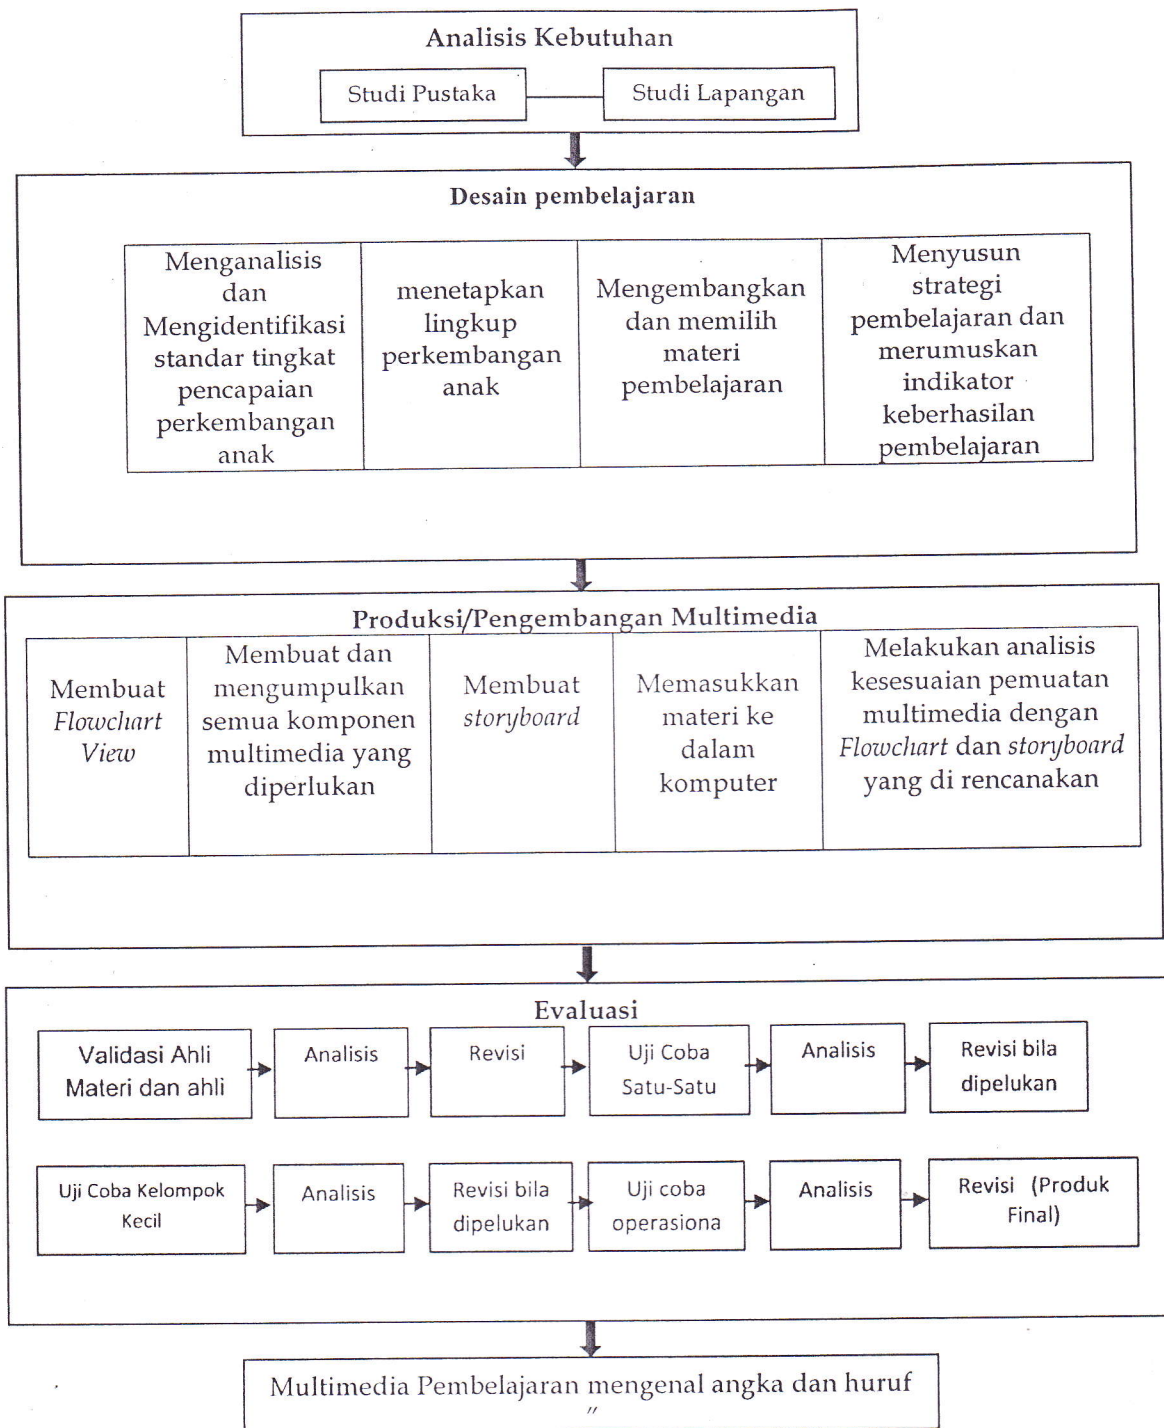 Analisis Kebutuhan
Studi Pustaka
Studi Lapangan
Desain pembelajaran
Menganalisis
dan
Mengidentifikasi
standar tingkat
pencapaian
perkembangan
anak
menetapkan
lingkup
perkembangan
anak
Mengembangkan
dan memilih
materi
pembelajaran
Menyusun
strategi
pembelajaran dan
merumuskan
indikator
keberhasilan
pembelajaran
Produksi/Pengembangan Multimedia
Membuat
Flowchart
View
Membuat dan
mengumpulkan
semua komponen
multimedia yang
diperlukan
Membuat
storyboard
Memasukkan
materi ke
dalam
komputer
Melakukan analisis
kesesuaian pemuatan
multimedia dengan
Flowchart dan storyboard
yang di rencanakan
Evaluasi
Validasi Ahli
Materi dan ahli
Analisis
Revisi
Uji Coba
Satu-Satu
Analisis
Revisi bila
dipelukan
Uji Coba Kelompok
Kecil
Analisis
Revisi bila
dipelukan
Uji coba
operasiona
Analisis
Revisi (Produk
Final)
Multimedia Pembelajaran mengenal angka dan huruf
"